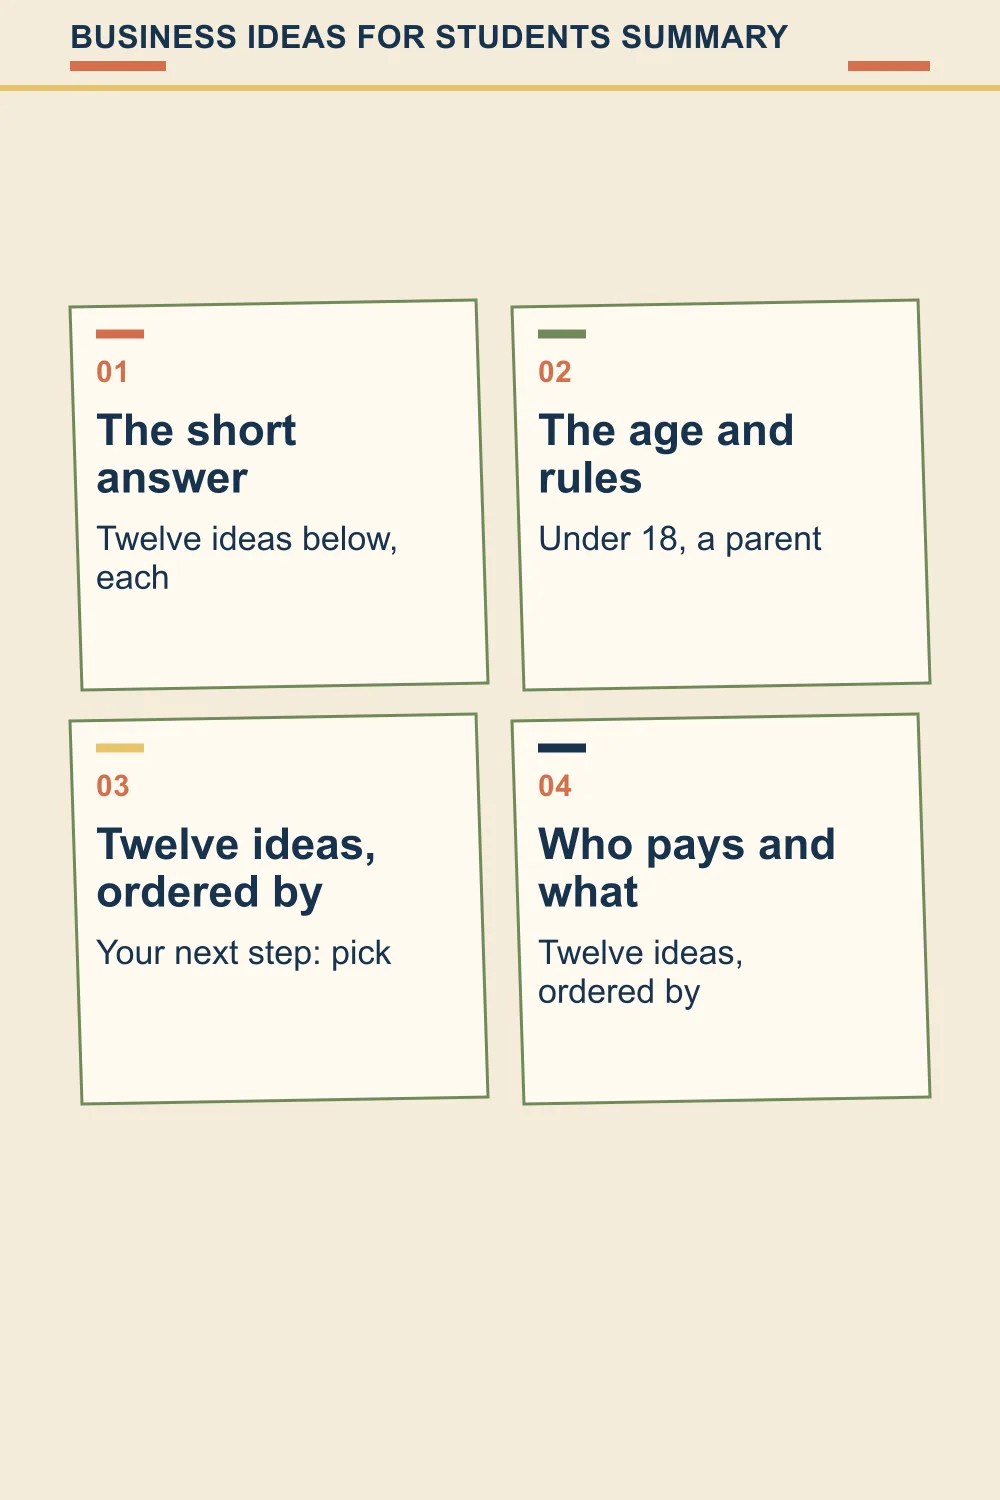 BUSINESS IDEAS FOR STUDENTS SUMMARY
01
The short
answer
Twelve ideas below,
each
02
The age and
rules
Under 18, a parent
03
Twelve ideas,
ordered by
Your next step: pick
04
Who pays and
what
Twelve ideas,
ordered by